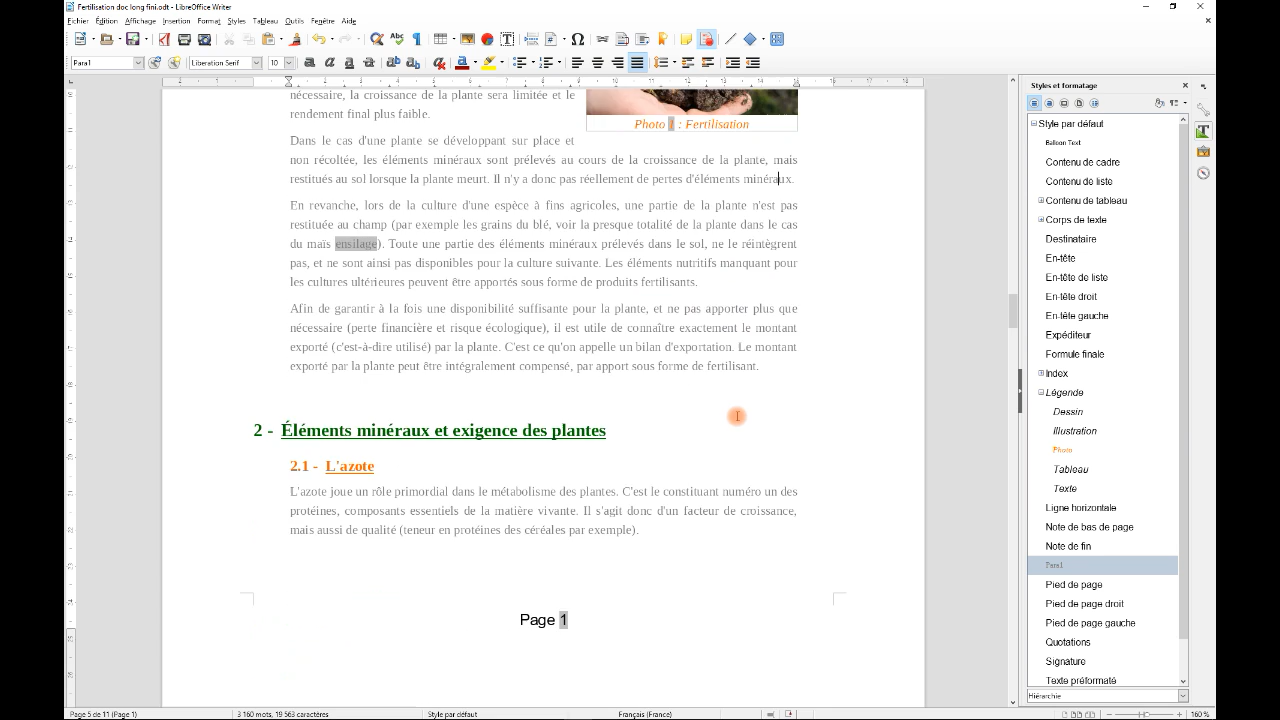 Fertilisation doc long fini.odt - LibreOffice Writer
Fichier Édition Affichage Insertion Format Styles Tableau Outils Fenêtre Aide
Para1 Liberation Serif 10
nécessaire, la croissance de la plante sera limitée et le
rendement final plus faible.
Photo 1 : Fertilisation
Dans le cas d'une plante se développant sur place et
non récoltée, les éléments minéraux sont prélevés au cours de la croissance de la plante, mais
restitués au sol lorsque la plante meurt. Il n'y a donc pas réellement de pertes d'éléments minéraux.
En revanche, lors de la culture d'une espèce à fins agricoles, une partie de la plante n'est pas
restituée au champ (par exemple les grains du blé, voir la presque totalité de la plante dans le cas
du maïs ensilage). Toute une partie des éléments minéraux prélevés dans le sol, ne le réintègrent
pas, et ne sont ainsi pas disponibles pour la culture suivante. Les éléments nutritifs manquant pour
les cultures ultérieures peuvent être apportés sous forme de produits fertilisants.
Afin de garantir à la fois une disponibilité suffisante pour la plante, et ne pas apporter plus que
nécessaire (perte financière et risque écologique), il est utile de connaître exactement le montant
exporté (c'est-à-dire utilisé) par la plante. C'est ce qu'on appelle un bilan d'exportation. Le montant
exporté par la plante peut être intégralement compensé, par apport sous forme de fertilisant.
2 - Éléments minéraux et exigence des plantes
2.1 - L'azote
L'azote joue un rôle primordial dans le métabolisme des plantes. C'est le constituant numéro un des
protéines, composants essentiels de la matière vivante. Il s'agit donc d'un facteur de croissance,
mais aussi de qualité (teneur en protéines des céréales par exemple).
Page 1
Styles et formatage
Style par défaut
Balloon Text
Contenu de cadre
Contenu de liste
Contenu de tableau
Corps de texte
Destinataire
En-tête
En-tête de liste
En-tête droit
En-tête gauche
Expéditeur
Formule finale
Index
Légende
Dessin
Illustration
Photo
Tableau
Texte
Ligne horizontale
Note de bas de page
Note de fin
Para1
Pied de page
Pied de page droit
Pied de page gauche
Quotations
Signature
Texte préformaté
Hiérarchie
Page 5 de 11 (Page 1) 3 160 mots, 19 563 caractères Style par défaut Français (France) 160 %